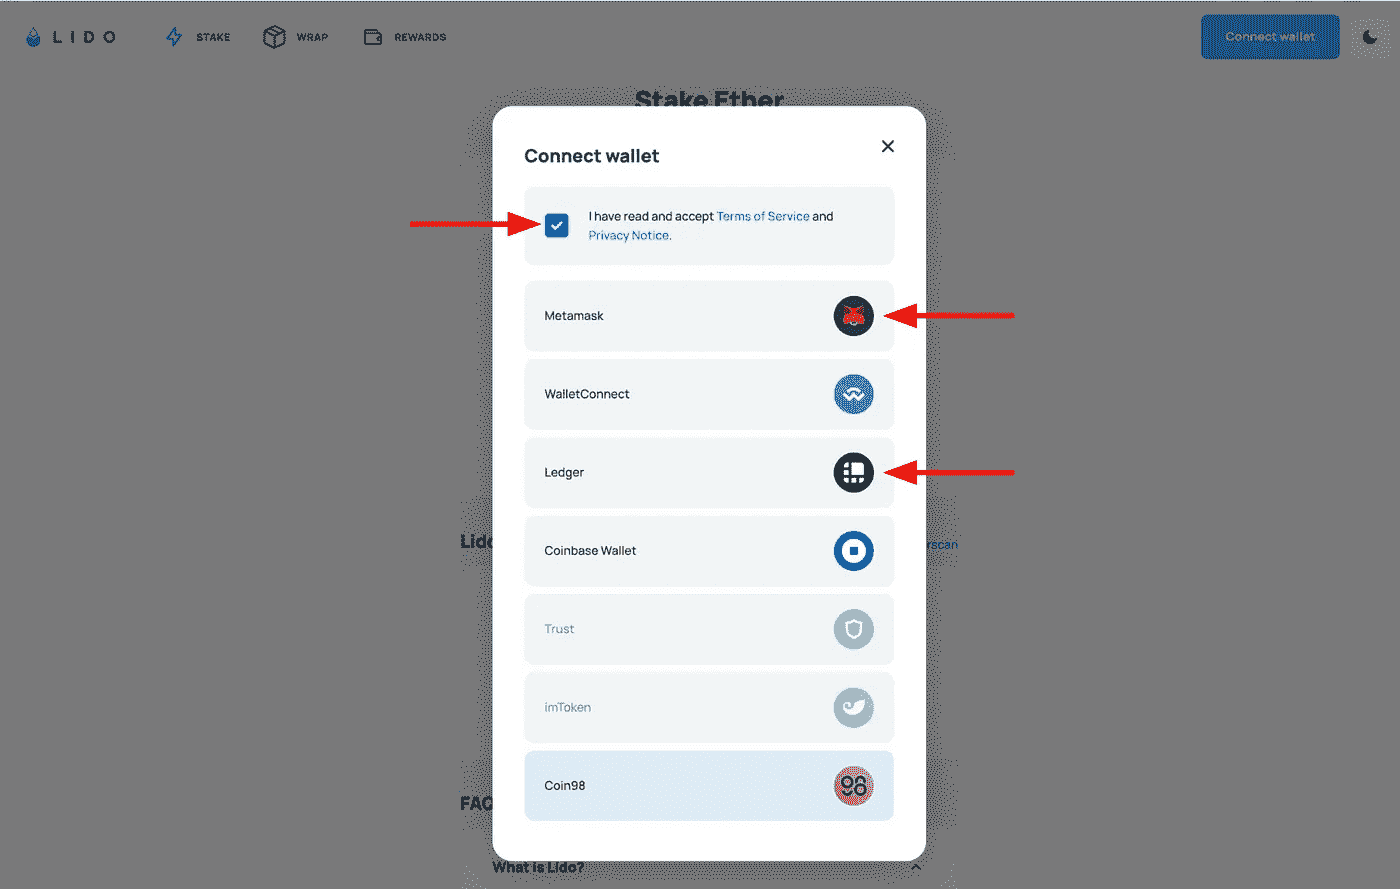 LIDO
STAKE
WRAP
REWARDS
Connect wallet
Stake Ether
Connect wallet
I have read and accept Terms of Service and
Privacy Notice.
Metamask
WalletConnect
Ledger
Lido
rscan
Coinbase Wallet
Trust
imToken
Coin98
98
FAQ
What is Lido?